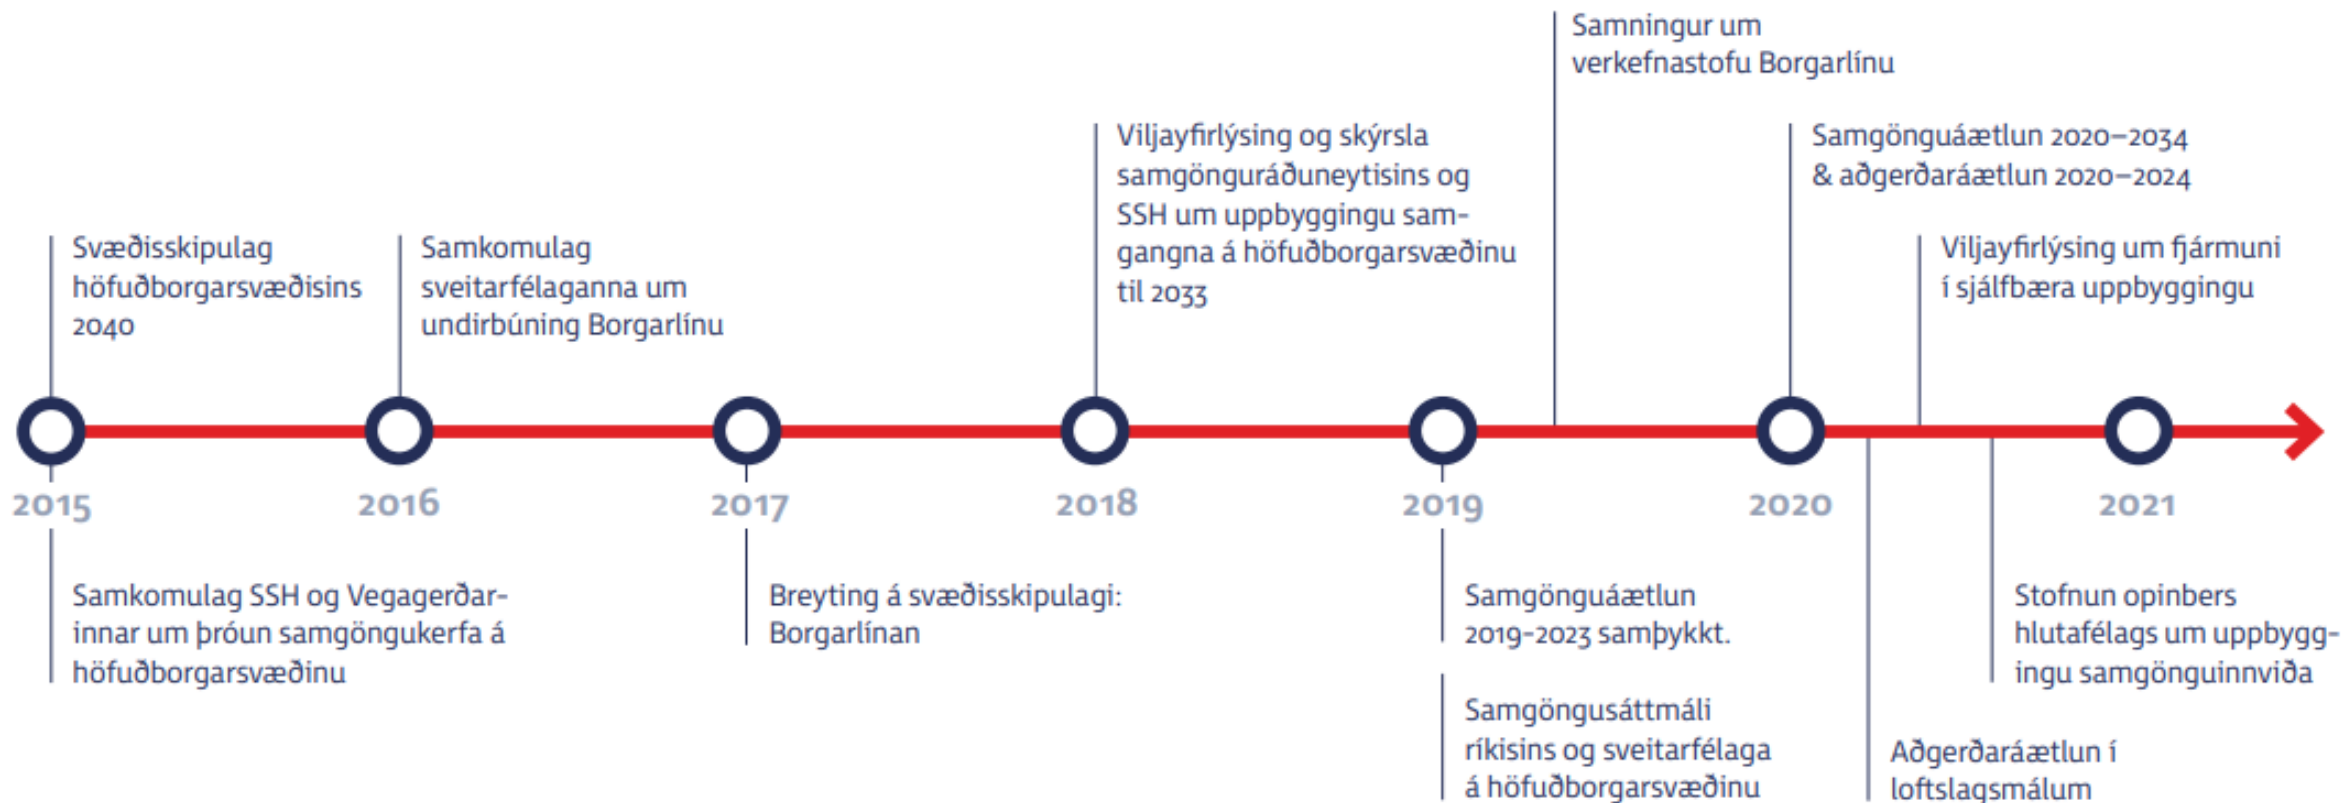 Samningur um
verkefnastofu Borgarlínu
Viljayfirlýsing og skýrsla
samgönguráðuneytisins og
SSH um uppbyggingu sam-
gangna á höfuðborgarsvæðinu
til 2033
Samgönguáætlun 2020–2034
& aðgerðaráætlun 2020–2024
Svæðisskipulag
höfuðborgarsvæðisins
2040
Samkomulag
sveitarfélaganna um
undirbúning Borgarlínu
Viljayfirlýsing um fjármuni
í sjálfbæra uppbyggingu
2015
2016
2017
2018
2019
2020
2021
Samkomulag SSH og Vegagerðar-
innar um þróun samgöngukerfa á
höfuðborgarsvæðinu
Breyting á svæðisskipulagi:
Borgarlínan
Samgönguáætlun
2019-2023 samþykkt.
Samgöngusáttmáli
ríkisins og sveitarfélaga
á höfuðborgarsvæðinu
Stofnun opinbers
hlutafélags um uppbygg-
ingu samgönguinnviða
Aðgerðaráætlun í
loftslagsmálum